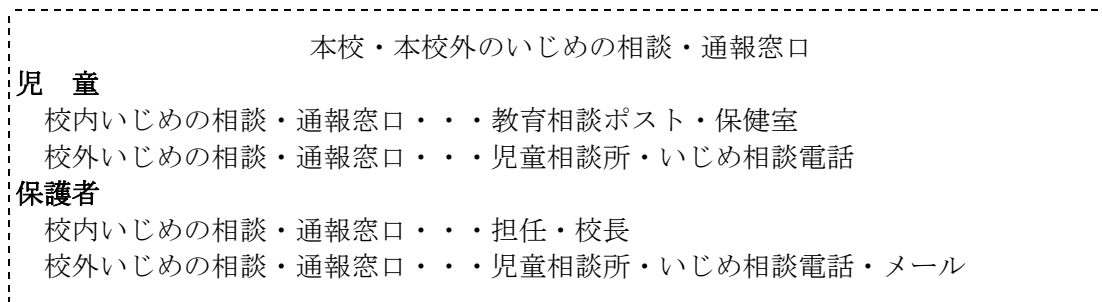 本校・本校外のいじめの相談・通報窓口
児　童
校内いじめの相談・通報窓口・・・教育相談ポスト・保健室
校外いじめの相談・通報窓口・・・児童相談所・いじめ相談電話
保護者
校内いじめの相談・通報窓口・・・担任・校長
校外いじめの相談・通報窓口・・・児童相談所・いじめ相談電話・メール